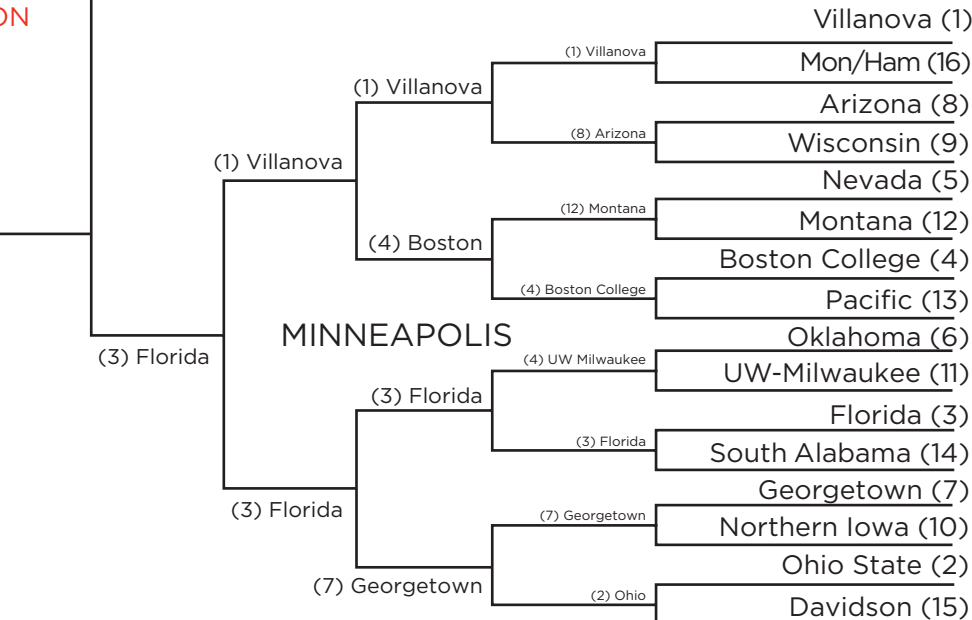 ON
Villanova (1)
Mon/Ham (16)
Arizona (8)
Wisconsin (9)
Nevada (5)
Montana (12)
Boston College (4)
Pacific (13)
Oklahoma (6)
UW-Milwaukee (11)
Florida (3)
South Alabama (14)
Georgetown (7)
Northern Iowa (10)
Ohio State (2)
Davidson (15)
(1) Villanova
(8) Arizona
(12) Montana
(4) Boston College
(4) UW Milwaukee
(3) Florida
(7) Georgetown
(2) Ohio
(1) Villanova
(4) Boston
(3) Florida
(7) Georgetown
(1) Villanova
(3) Florida
(3) Florida
MINNEAPOLIS